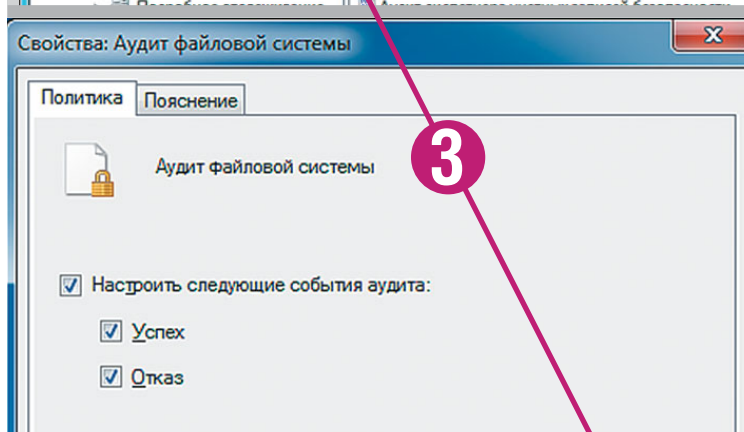 Свойства: Аудит файловой системы
Политика Пояснение
Аудит файловой системы
3
Настроить следующие события аудита:
Успех
Отказ